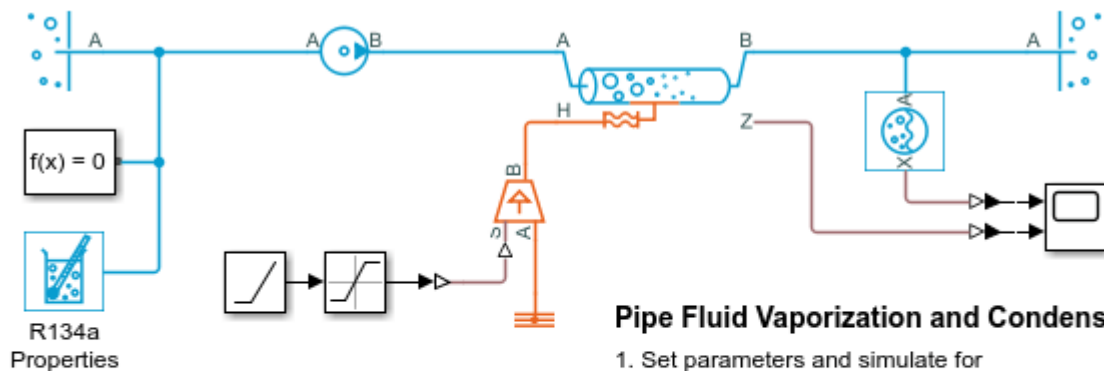 A
A
B
A
B
A
H
Z
A
X
f(x) = 0
B
S
A
R134a
Properties
Pipe Fluid Vaporization and Condens
1. Set parameters and simulate for